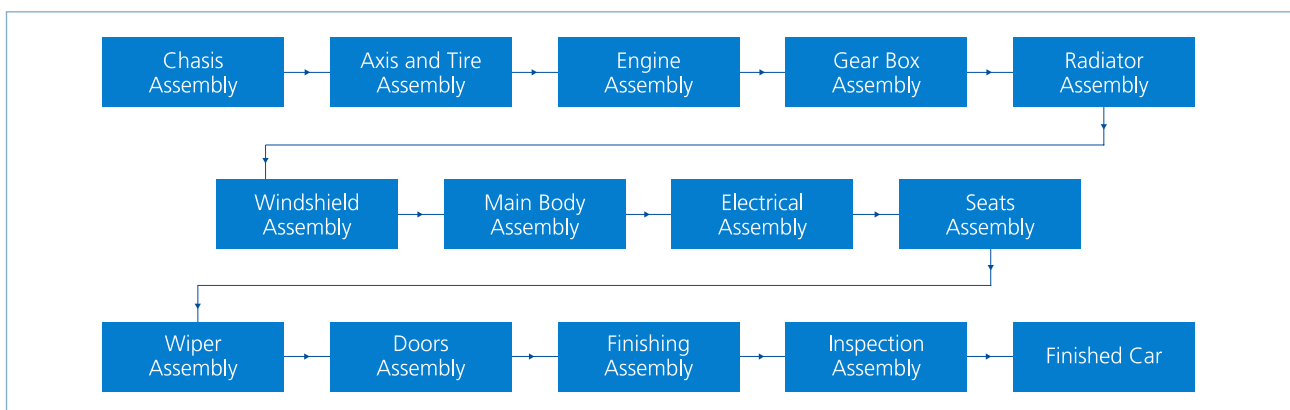 Chasis
Assembly
Axis and Tire
Assembly
Engine
Assembly
Gear Box
Assembly
Radiator
Assembly
Windshield
Assembly
Main Body
Assembly
Electrical
Assembly
Seats
Assembly
Wiper
Assembly
Doors
Assembly
Finishing
Assembly
Inspection
Assembly
Finished Car